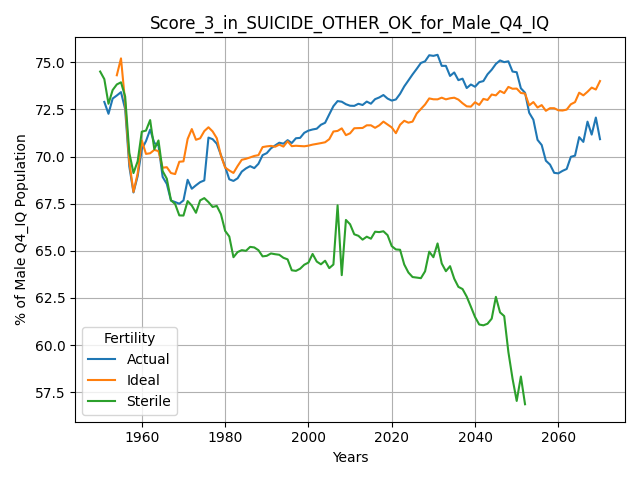 Score_3_in_SUICIDE_OTHER_OK_for_Male_Q4_IQ
% of Male Q4_IQ Population
75.0
72.5
70.0
67.5
65.0
62.5
60.0
57.5
Fertility
Actual
Ideal
Sterile
1960
1980
2000
2020
2040
2060
Years